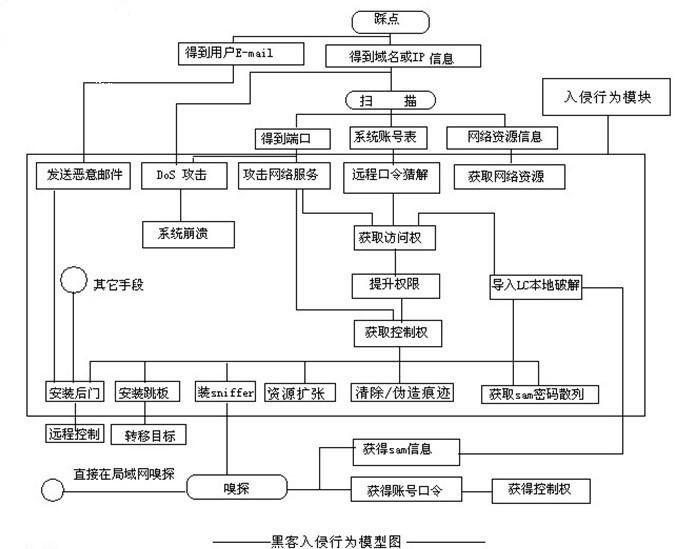 踩点
得到用户E-mail
得到域名或IP 信息
扫 描
入侵行为模块
得到端口
系统账号表
网络资源信息
发送恶意邮件
DoS 攻击
攻击网络服务
远程口令猜解
获取网络资源
系统崩溃
获取访问权
其它手段
提升权限
导入LC本地破解
获取控制权
安装后门
安装跳板
装sniffer
资源扩张
清除/伪造痕迹
获取sam密码散列
远程控制
转移目标
获得sam信息
直接在局域网嗅探
嗅探
获得账号口令
获得控制权
黑客入侵行为模型图